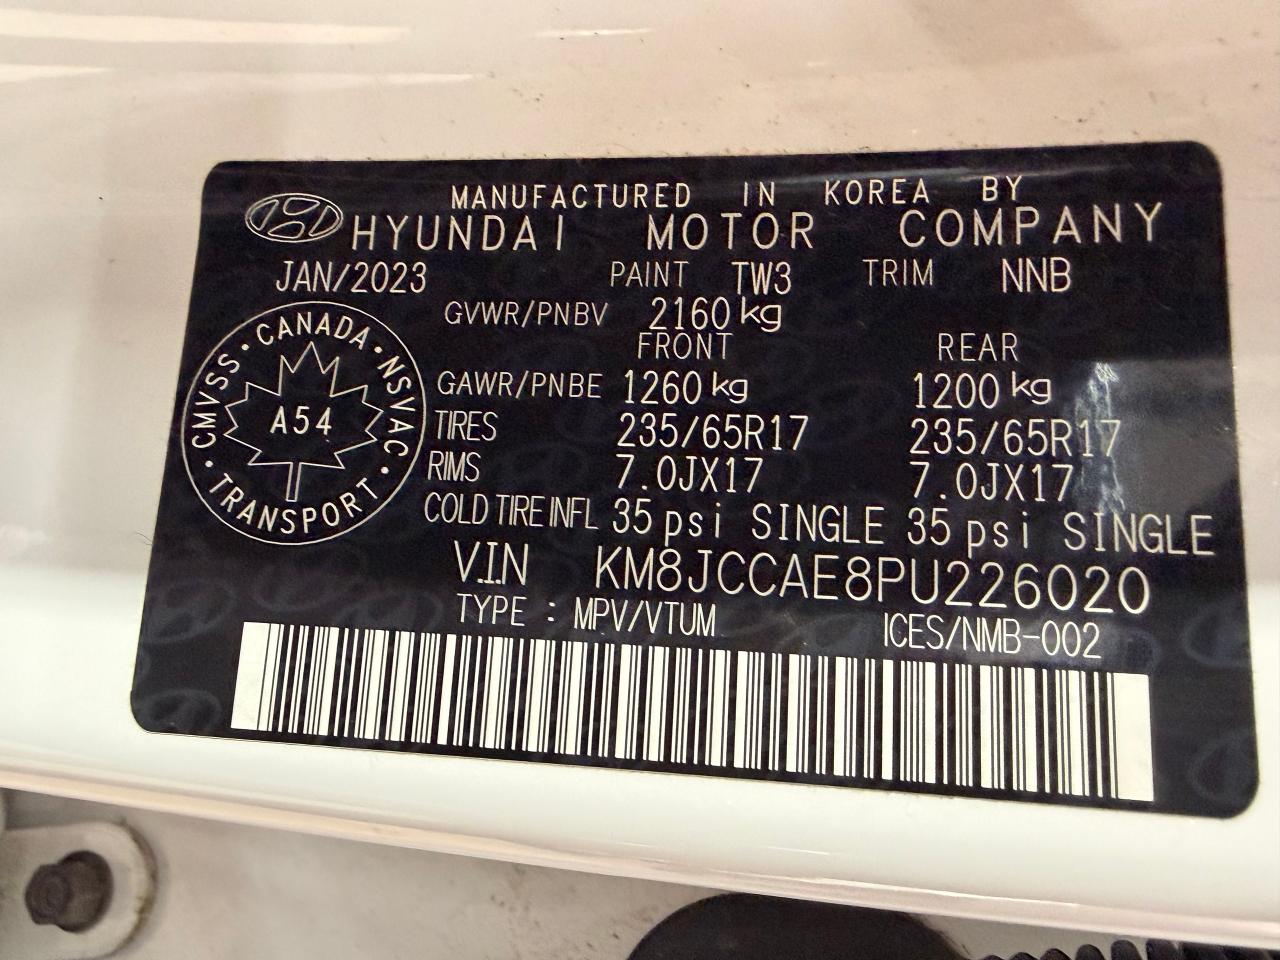 MANUFACTURED IN KOREA BY
HYUNDAI MOTOR COMPANY
JAN/2023 PAINT TW3 TRIM NNB
GVWR/PNBV 2160 kg
FRONT REAR
GAWR/PNBE 1260 kg 1200 kg
TIRES 235/65R17 235/65R17
RIMS 7.0JX17 7.0JX17
COLD TIRE INFL 35 psi SINGLE 35 psi SINGLE
V.I.N KM8JCCAE8PU226020
TYPE : MPV/VTUM ICES/NMB-002
CMVSS • CANADA • NSVAC • TRANSPORT •
A54